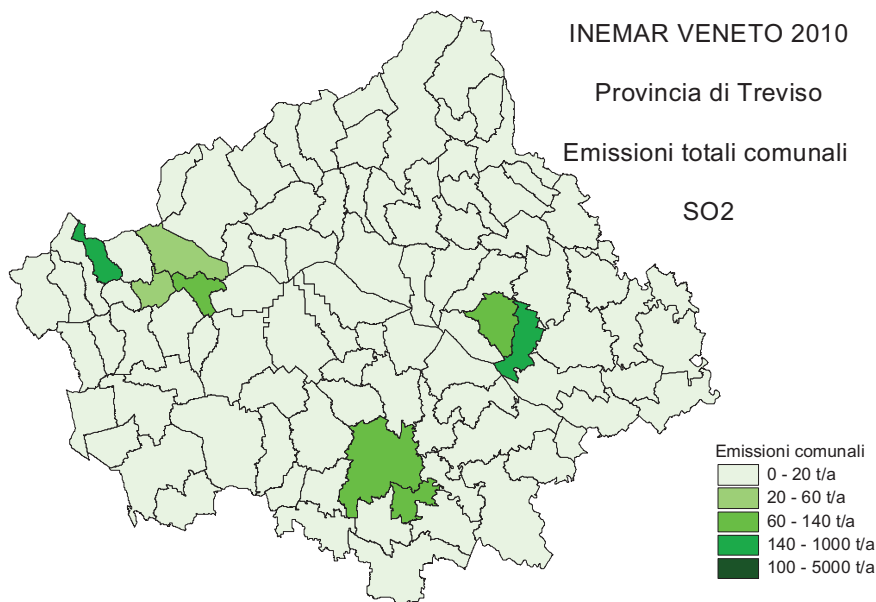 INEMAR VENETO 2010
Provincia di Treviso
Emissioni totali comunali
SO2
Emissioni comunali
0 - 20 t/a
20 - 60 t/a
60 - 140 t/a
140 - 1000 t/a
100 - 5000 t/a